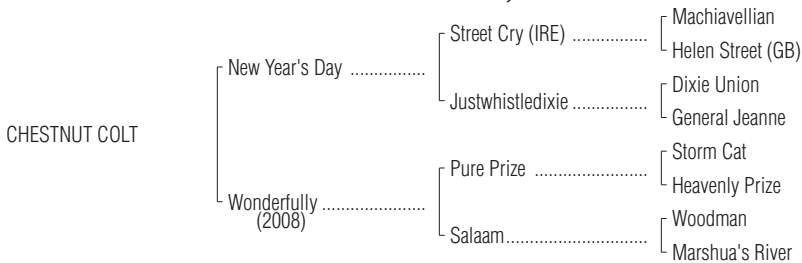 Machiavellian
Street Cry (IRE) ................
Helen Street (GB)
New Year's Day ................
Dixie Union
Justwhistledixie ................
General Jeanne
CHESTNUT COLT
Storm Cat
Pure Prize ........................
Heavenly Prize
Wonderfully ......................
(2008)
Woodman
Salaam..............................
Marshua's River